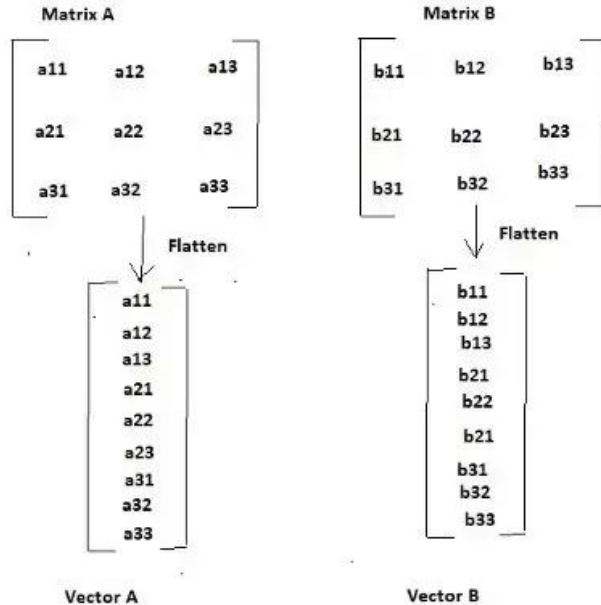 Matrix A
a11 a12 a13
a21 a22 a23
a31 a32 a33
Flatten
a11
a12
a13
a21
a22
a23
a31
a32
a33
Vector A
Matrix B
b11 b12 b13
b21 b22 b23
b31 b32 b33
Flatten
b11
b12
b13
b21
b22
b21
b31
b32
b33
Vector B